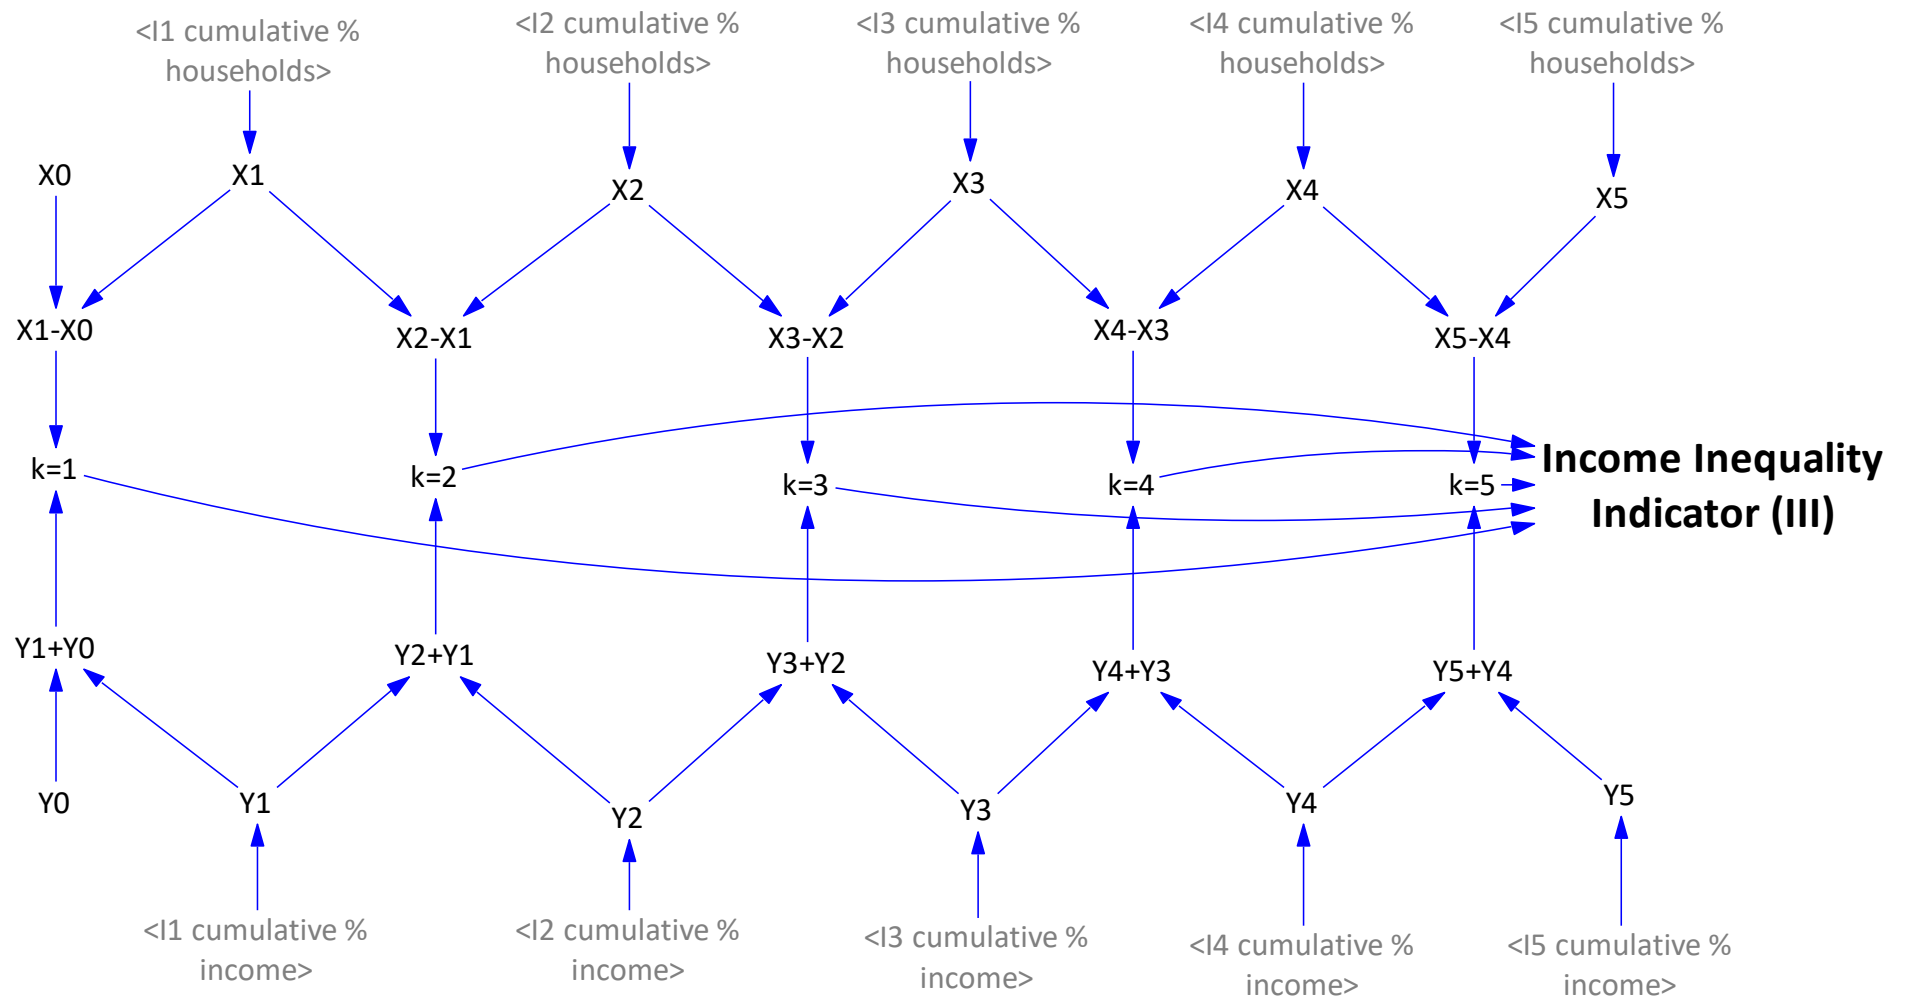 <I1 cumulative %
households>
<I2 cumulative %
households>
<I3 cumulative %
households>
<I4 cumulative %
households>
<I5 cumulative %
households>
X0
X1
X2
X3
X4
X5
X1-X0
X2-X1
X3-X2
X4-X3
X5-X4
k=1
k=2
k=3
k=4
k=5
Income Inequality
Indicator (III)
Y1+Y0
Y2+Y1
Y3+Y2
Y4+Y3
Y5+Y4
Y0
Y1
Y2
Y3
Y4
Y5
<I1 cumulative %
income>
<I2 cumulative %
income>
<I3 cumulative %
income>
<I4 cumulative %
income>
<I5 cumulative %
income>